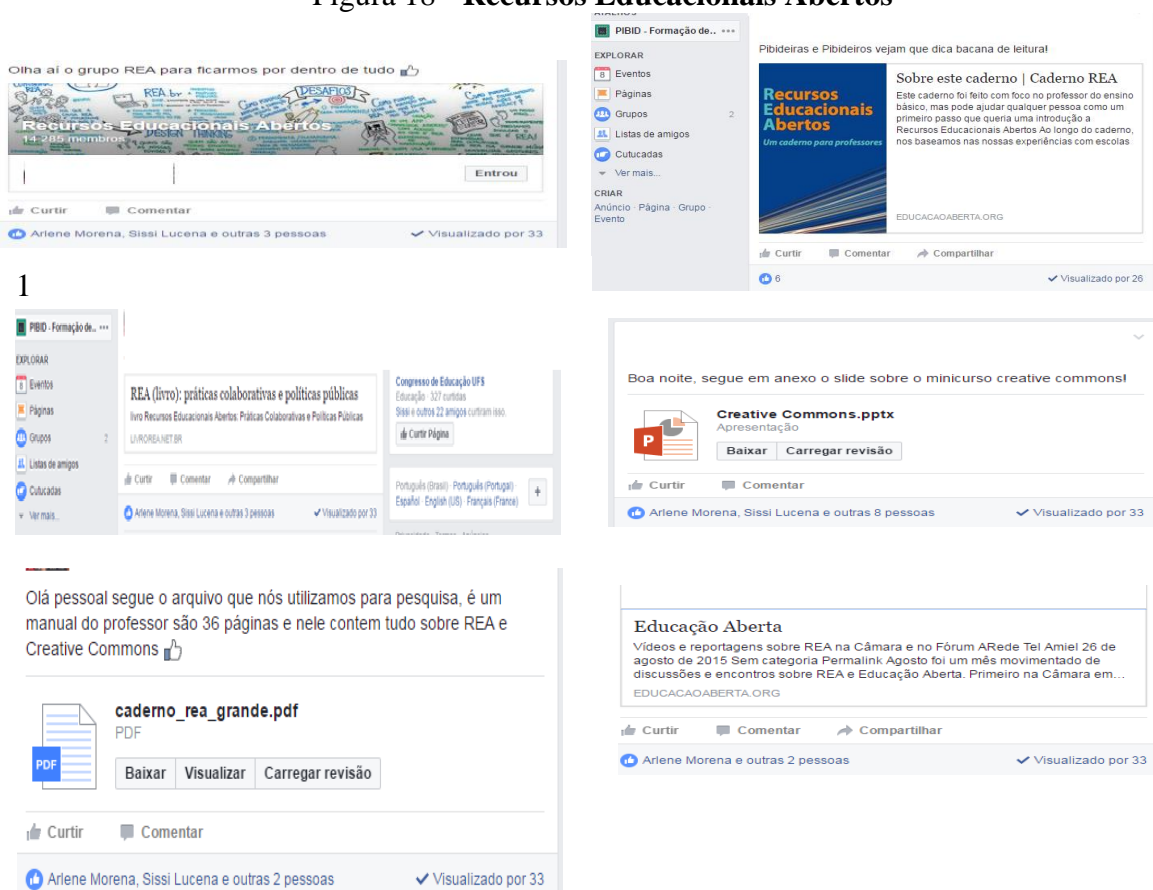 Figura 18 - Recursos Educacionais Abertos
Olha aí o grupo REA para ficarmos por dentro de tudo
REA.br
DESAFIOS
Recursos Educacionais Abertos
14.285 membros
DESIGN THINKING
Entrou
Curtir Comentar
Arlene Morena, Sissi Lucena e outras 3 pessoas Visualizado por 33
PIBID - Formação de..
EXPLORAR
8 Eventos
Páginas
Grupos 2
Listas de amigos
Cutucadas
Ver mais...
CRIAR
Anúncio · Página · Grupo ·
Evento
Pibideiras e Pibideiros vejam que dica bacana de leitura!
Recursos
Educacionais
Abertos
Um caderno para professores
Sobre este caderno | Caderno REA
Este caderno foi feito com foco no professor do ensino
básico, mas pode ajudar qualquer pessoa como um
primeiro passo que queria uma introdução a
Recursos Educacionais Abertos Ao longo do caderno,
nos baseamos nas nossas experiências com escolas
EDUCACAOABERTA.ORG
Curtir Comentar Compartilhar
6 Visualizado por 26
1
PIBID - Formação de..
EXPLORAR
8 Eventos
Páginas
Grupos 2
Listas de amigos
Cutucadas
Ver mais...
REA (livro): práticas colaborativas e políticas públicas
livro Recursos Educacionais Abertos: Práticas Colaborativas e Políticas Públicas
LIVROREA.NET.BR
Curtir Comentar Compartilhar
Arlene Morena, Sissi Lucena e outras 3 pessoas Visualizado por 33
Congresso de Educação UFS
Educação · 327 curtidas
Sissi e outros 22 amigos curtiram isso.
Curtir Página
Português (Brasil) · Português (Portugal) ·
Español · English (US) · Français (France)
+
Boa noite, segue em anexo o slide sobre o minicurso creative commons!
P
Creative Commons.pptx
Apresentação
Baixar Carregar revisão
Curtir Comentar
Arlene Morena, Sissi Lucena e outras 8 pessoas Visualizado por 33
Olá pessoal segue o arquivo que nós utilizamos para pesquisa, é um
manual do professor são 36 páginas e nele contem tudo sobre REA e
Creative Commons
PDF
caderno_rea_grande.pdf
PDF
Baixar Visualizar Carregar revisão
Curtir Comentar
Arlene Morena, Sissi Lucena e outras 2 pessoas Visualizado por 33
Educação Aberta
Vídeos e reportagens sobre REA na Câmara e no Fórum ARede Tel Amiel 26 de
agosto de 2015 Sem categoria Permalink Agosto foi um mês movimentado de
discussões e encontros sobre REA e Educação Aberta. Primeiro na Câmara em...
EDUCACAOABERTA.ORG
Curtir Comentar Compartilhar
Arlene Morena e outras 2 pessoas Visualizado por 33